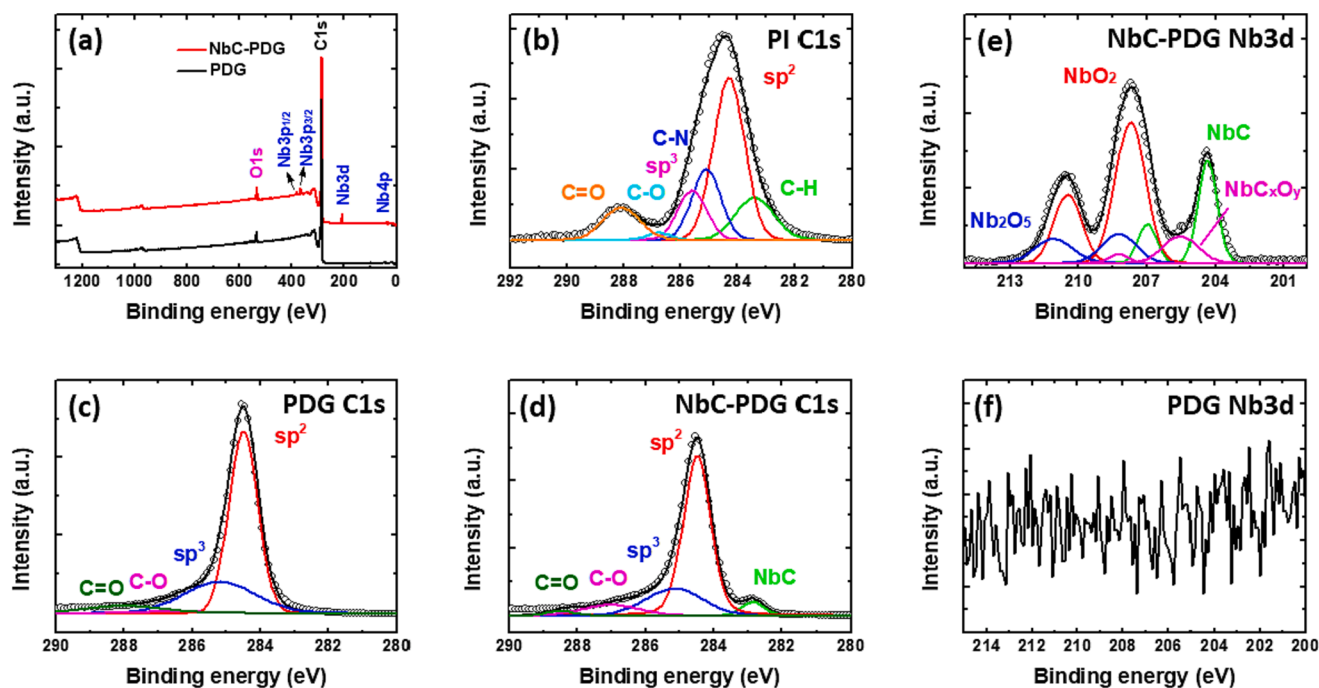 (a)
NbC-PDG
PDG
C1s
O1s
Nb3p1/2
Nb3p3/2
Nb3d
Nb4p
Intensity (a.u.)
1200 1000 800 600 400 200 0
Binding energy (eV)
(b)
PI C1s
sp²
C-N
sp³
C=O
C-O
C-H
Intensity (a.u.)
292 290 288 286 284 282 280
Binding energy (eV)
(e)
NbC-PDG Nb3d
NbO₂
NbC
NbCₓOᵧ
Nb₂O₅
Intensity (a.u.)
213 210 207 204 201
Binding energy (eV)
(c)
PDG C1s
sp²
sp³
C=O
C-O
Intensity (a.u.)
290 288 286 284 282 280
Binding energy (eV)
(d)
NbC-PDG C1s
sp²
sp³
C=O
C-O
NbC
Intensity (a.u.)
290 288 286 284 282 280
Binding energy (eV)
(f)
PDG Nb3d
Intensity (a.u.)
214 212 210 208 206 204 202 200
Binding energy (eV)